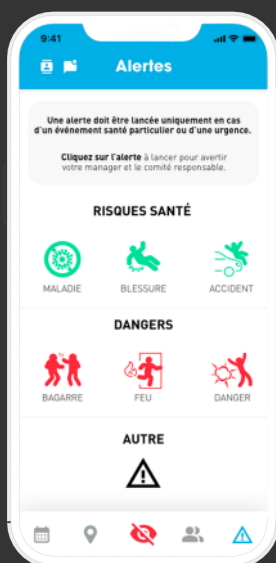 9:41
Alertes
Une alerte doit être lancée uniquement en cas
d'un événement santé particulier ou d'une urgence.
Cliquez sur l'alerte à lancer pour avertir
votre manager et le comité responsable.
RISQUES SANTÉ
MALADIE BLESSURE ACCIDENT
DANGERS
BAGARRE FEU DANGER
AUTRE